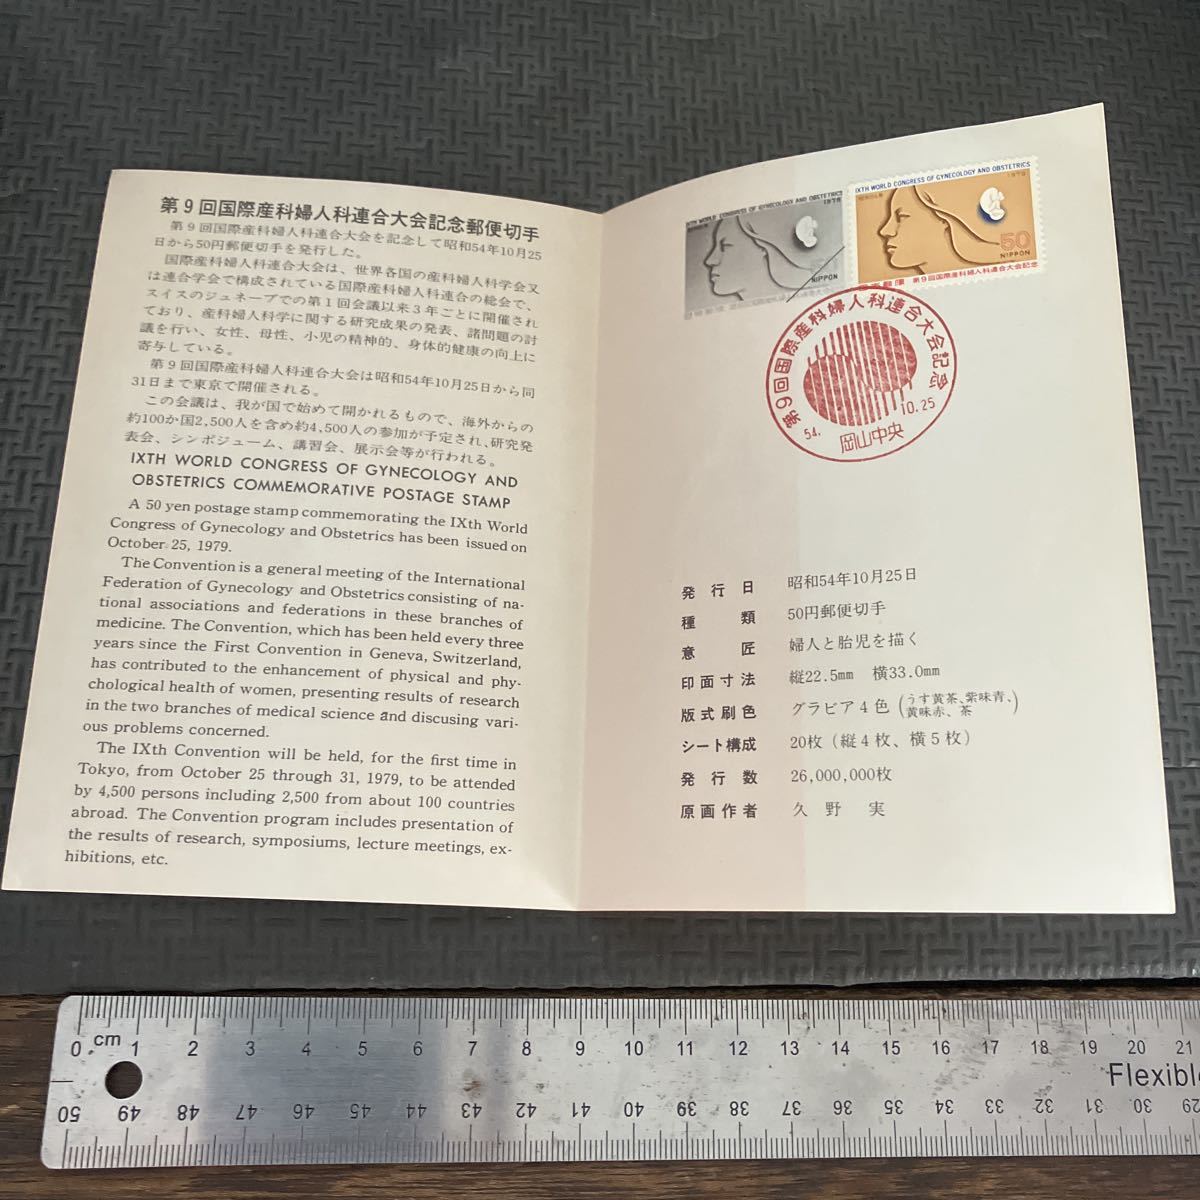 第9回国際産科婦人科連合大会記念郵便切手
第9回国際産科婦人科連合大会を記念して昭和54年10月25
日から50円郵便切手を発行した。
国際産科婦人科連合大会は、世界各国の産科婦人科学会又
は連合学会で構成されている国際産科婦人科連合の総会で、
スイスのジュネーブでの第1回会議以来3年ごとに開催され
ており、産科婦人科学に関する研究成果の発表、諸問題の討
議を行い、女性、母性、小児の精神的、身体的健康の向上に
寄与している。
第9回国際産科婦人科連合大会は昭和54年10月25日から同
31日まで東京で開催される。
この会議は、我が国で始めて開かれるもので、海外からの
約100か国2,500人を含め約4,500人の参加が予定され、研究発
表会、シンポジューム、講習会、展示会等が行われる。
IXTH WORLD CONGRESS OF GYNECOLOGY AND
OBSTETRICS COMMEMORATIVE POSTAGE STAMP
A 50 yen postage stamp commemorating the IXth World
Congress of Gynecology and Obstetrics has been issued on
October 25, 1979.
The Convention is a general meeting of the International
Federation of Gynecology and Obstetrics consisting of na-
tional associations and federations in these branches of
medicine. The Convention, which has been held every three
years since the First Convention in Geneva, Switzerland,
has contributed to the enhancement of physical and phy-
chological health of women, presenting results of research
in the two branches of medical science and discusing vari-
ous problems concerned.
The IXth Convention will be held, for the first time in
Tokyo, from October 25 through 31, 1979, to be attended
by 4,500 persons including 2,500 from about 100 countries
abroad. The Convention program includes presentation of
the results of research, symposiums, lecture meetings, ex-
hibitions, etc.
IXTH WORLD CONGRESS OF GYNECOLOGY AND OBSTETRICS
1979
NIPPON
IXTH WORLD CONGRESS OF GYNECOLOGY AND OBSTETRICS
1979
50
NIPPON
第9回国際産科婦人科連合大会記念
第9回国際産科婦人科連合大会記念
54. 10.25
岡山中央
発行日 昭和54年10月25日
種類 50円郵便切手
意匠 婦人と胎児を描く
印面寸法 縦22.5mm 横33.0mm
版式刷色 グラビア4色(うす黄茶、紫味青、
黄味赤、茶)
シート構成 20枚(縦4枚、横5枚)
発行数 26,000,000枚
原画作者 久野 実
0 cm 1 2 3 4 5 6 7 8 9 10 11 12 13 14 15 16 17 18 19 20 21
Flexible
50 49 48 47 46 45 44 43 42 41 40 39 38 37 36 35 34 33 32 31 30 29